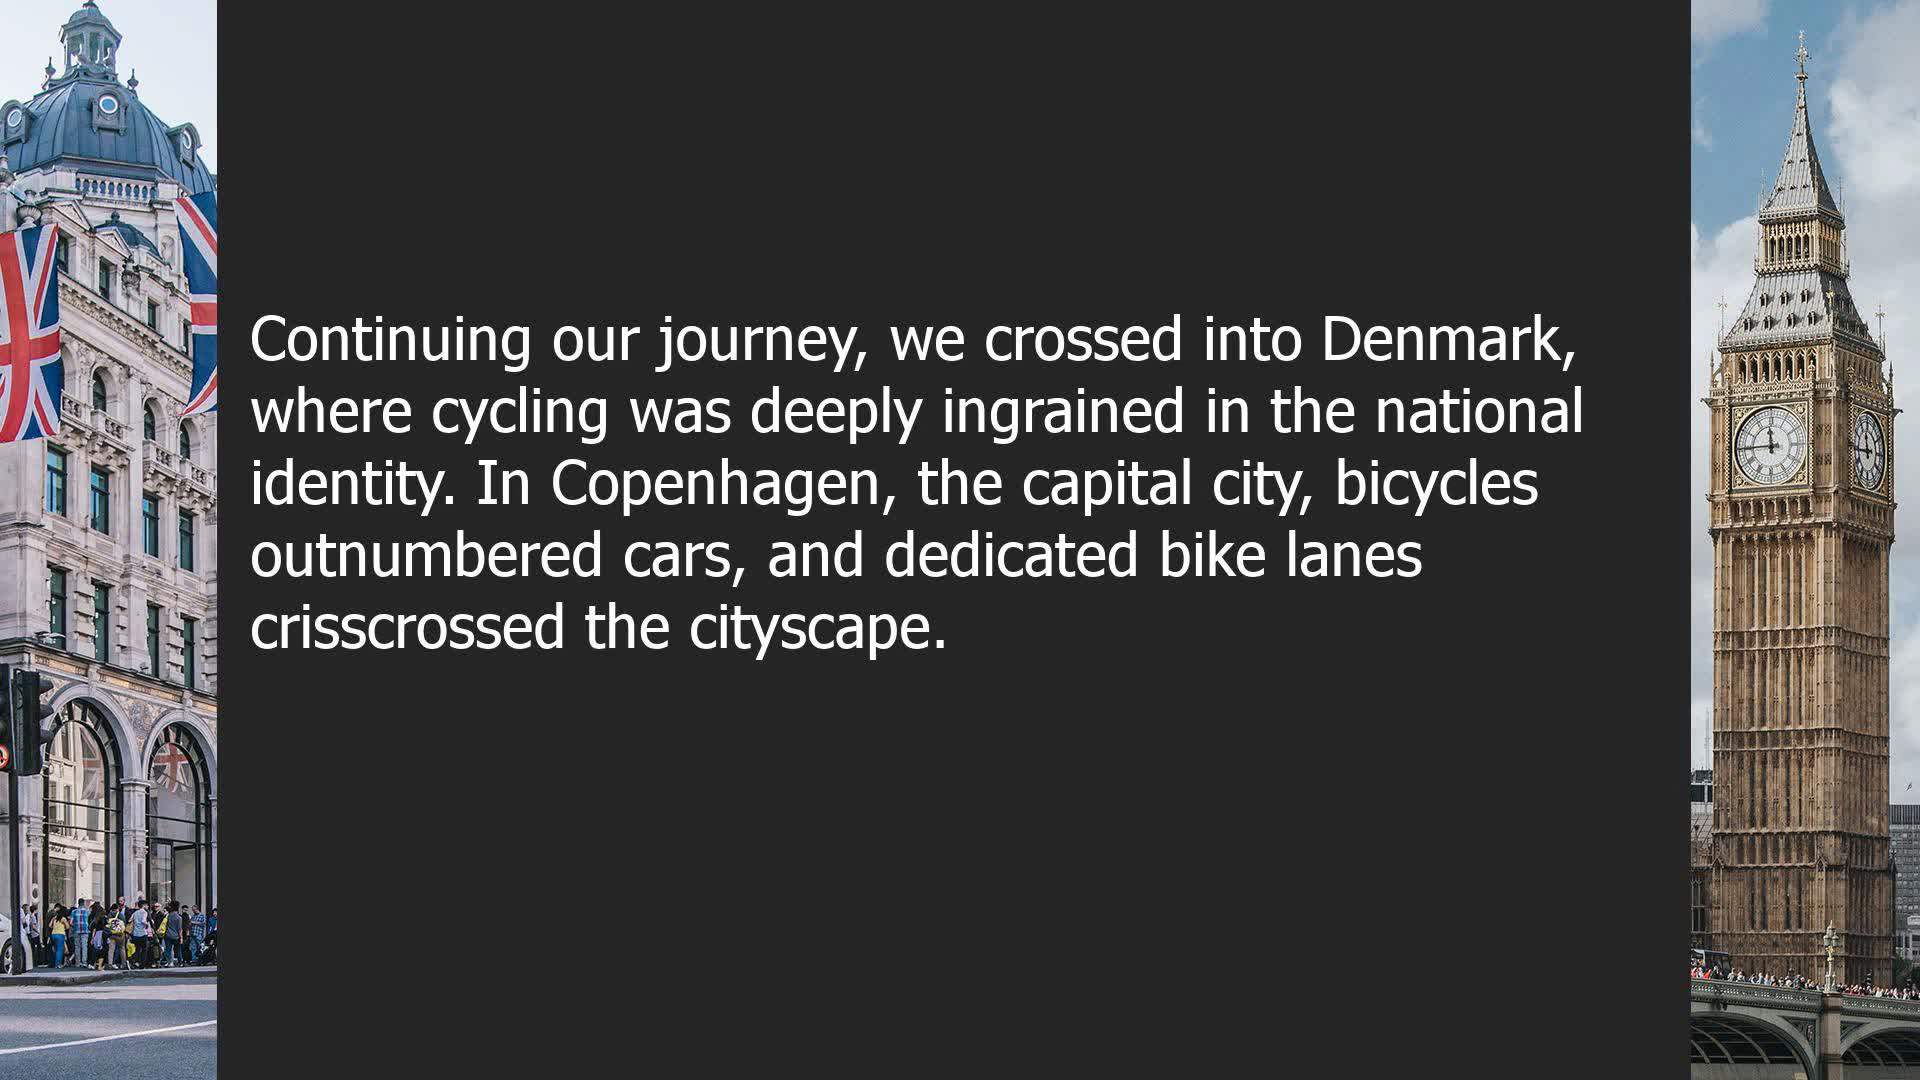 Continuing our journey, we crossed into Denmark,
where cycling was deeply ingrained in the national
identity. In Copenhagen, the capital city, bicycles
outnumbered cars, and dedicated bike lanes
crisscrossed the cityscape.